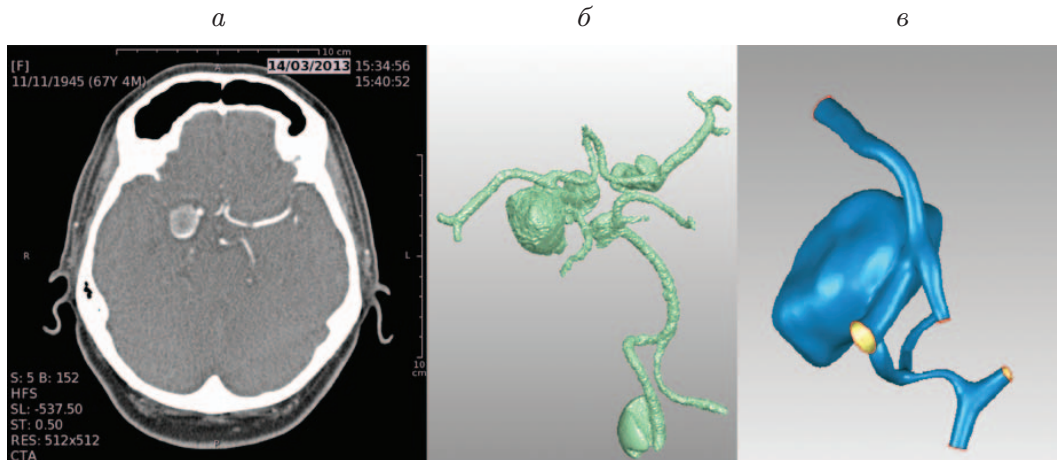 а б в
10 cm
[F] 14/03/2013 15:34:56
11/11/1945 (67Y 4M) 15:40:52
A
R L
10
cm
S: 5 B: 152
HFS
SL: -537.50
ST: 0.50
RES: 512x512
P
CTA